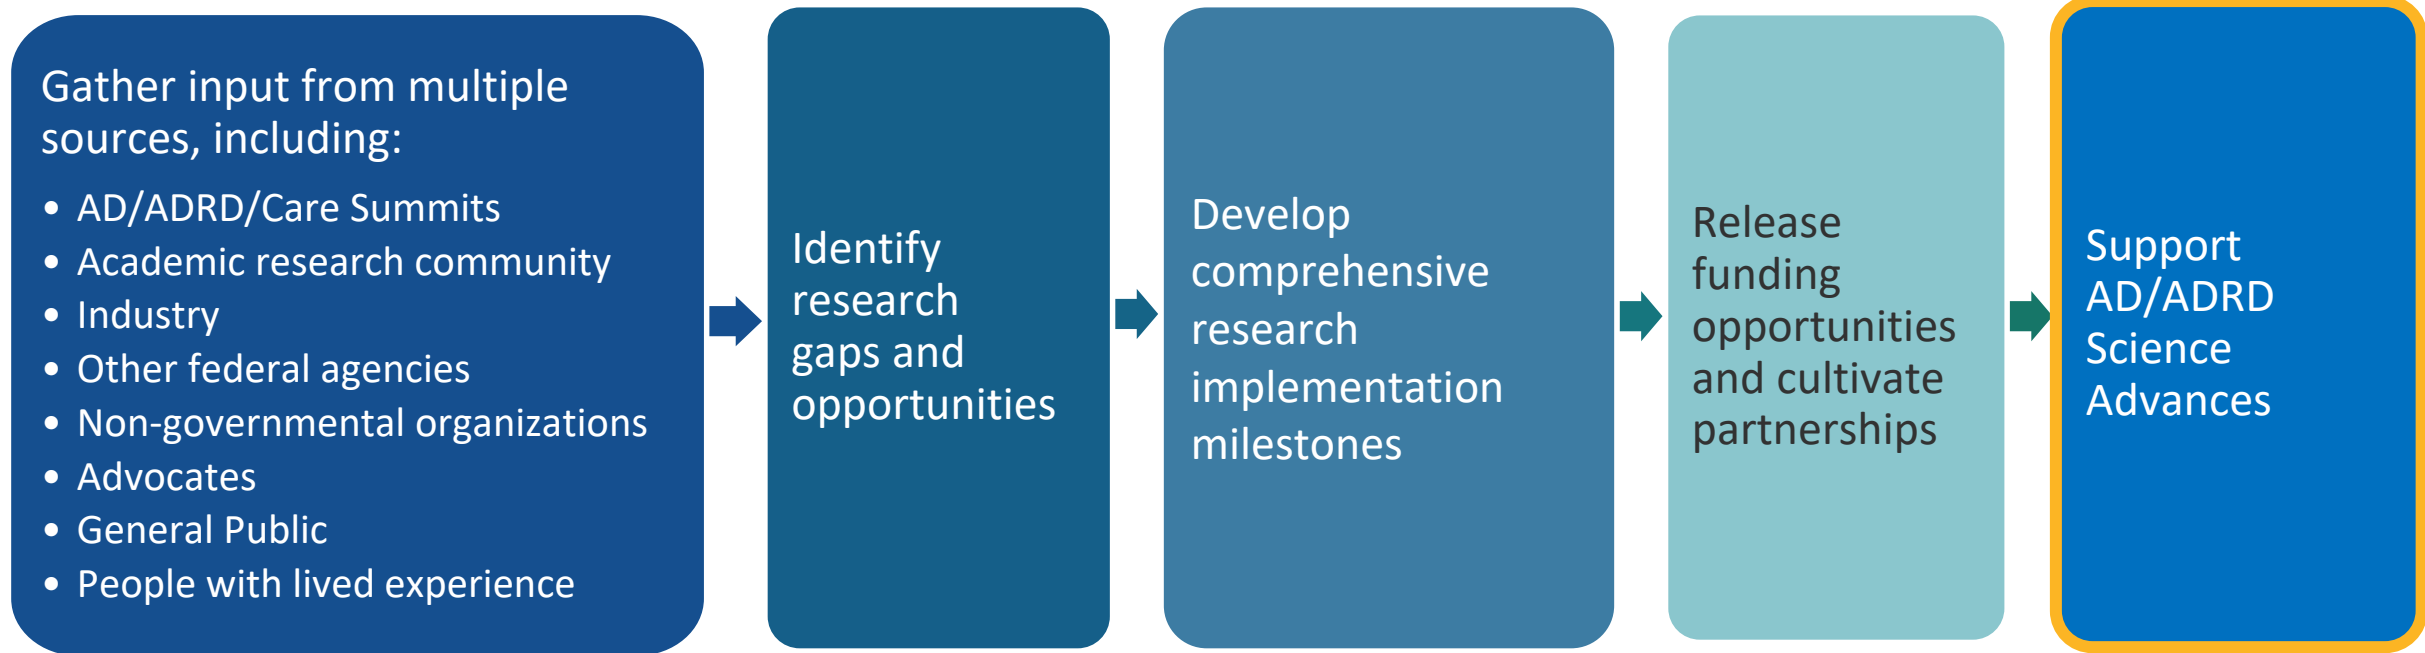 Gather input from multiple
sources, including:
• AD/ADRD/Care Summits
• Academic research community
• Industry
• Other federal agencies
• Non-governmental organizations
• Advocates
• General Public
• People with lived experience
Identify
research
gaps and
opportunities
Develop
comprehensive
research
implementation
milestones
Release
funding
opportunities
and cultivate
partnerships
Support
AD/ADRD
Science
Advances